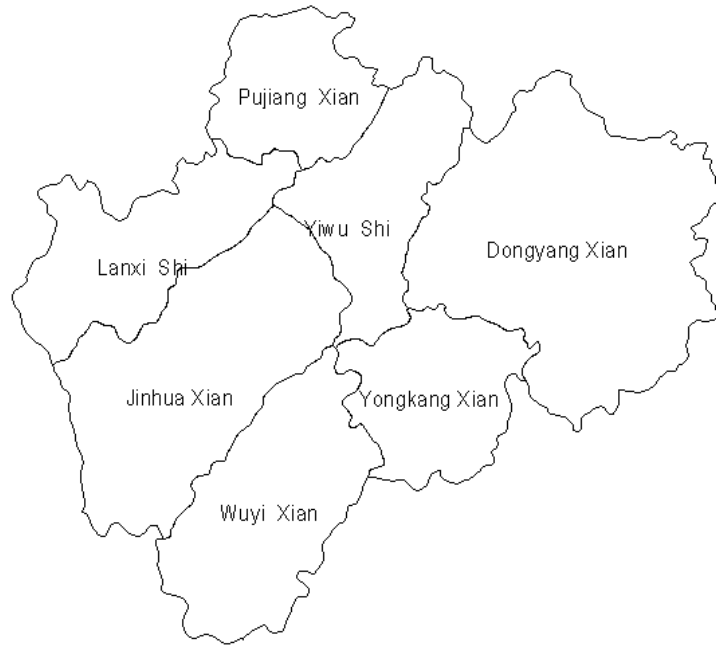 Pujiang Xian
Yiwu Shi
Dongyang Xian
Lanxi Shi
Jinhua Xian
Yongkang Xian
Wuyi Xian